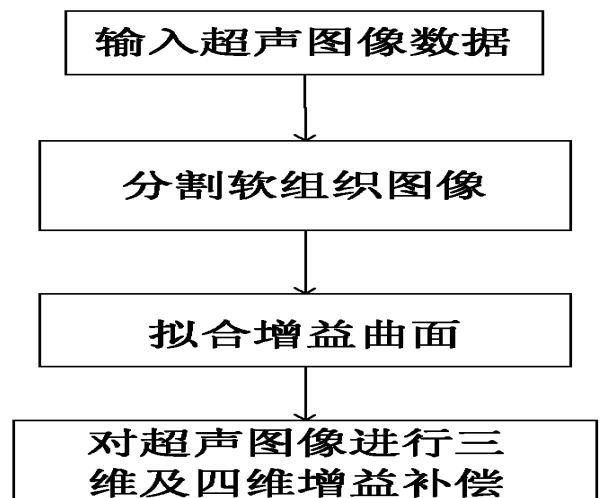 输入超声图像数据
分割软组织图像
拟合增益曲面
对超声图像进行三
维及四维增益补偿